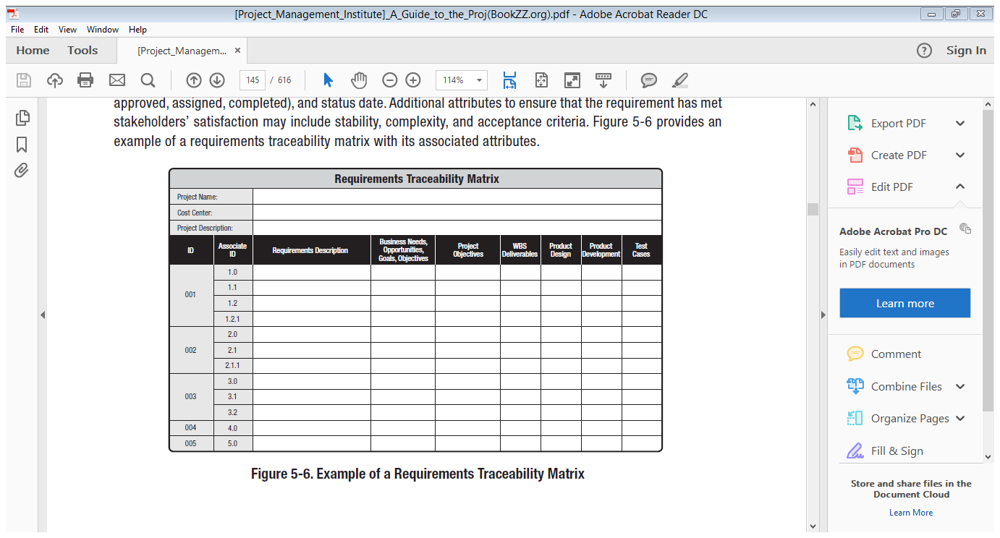 [Project_Management_Institute]_A_Guide_to_the_Proj(BookZZ.org).pdf - Adobe Acrobat Reader DC
File Edit View Window Help
Home Tools [Project_Managem... × ? Sign In
145 / 616 114%
approved, assigned, completed), and status date. Additional attributes to ensure that the requirement has met
stakeholders’ satisfaction may include stability, complexity, and acceptance criteria. Figure 5-6 provides an
example of a requirements traceability matrix with its associated attributes.
Requirements Traceability Matrix
Project Name:
Cost Center:
Project Description:
ID
Associate
ID
Requirements Description
Business Needs,
Opportunities,
Goals, Objectives
Project
Objectives
WBS
Deliverables
Product
Design
Product
Development
Test
Cases
001
1.0
1.1
1.2
1.2.1
002
2.0
2.1
2.1.1
003
3.0
3.1
3.2
004 4.0
005 5.0
Figure 5-6. Example of a Requirements Traceability Matrix
Export PDF
Create PDF
Edit PDF
Adobe Acrobat Pro DC
Easily edit text and images
in PDF documents
Learn more
Comment
Combine Files
Organize Pages
Fill & Sign
Store and share files in the
Document Cloud
Learn More